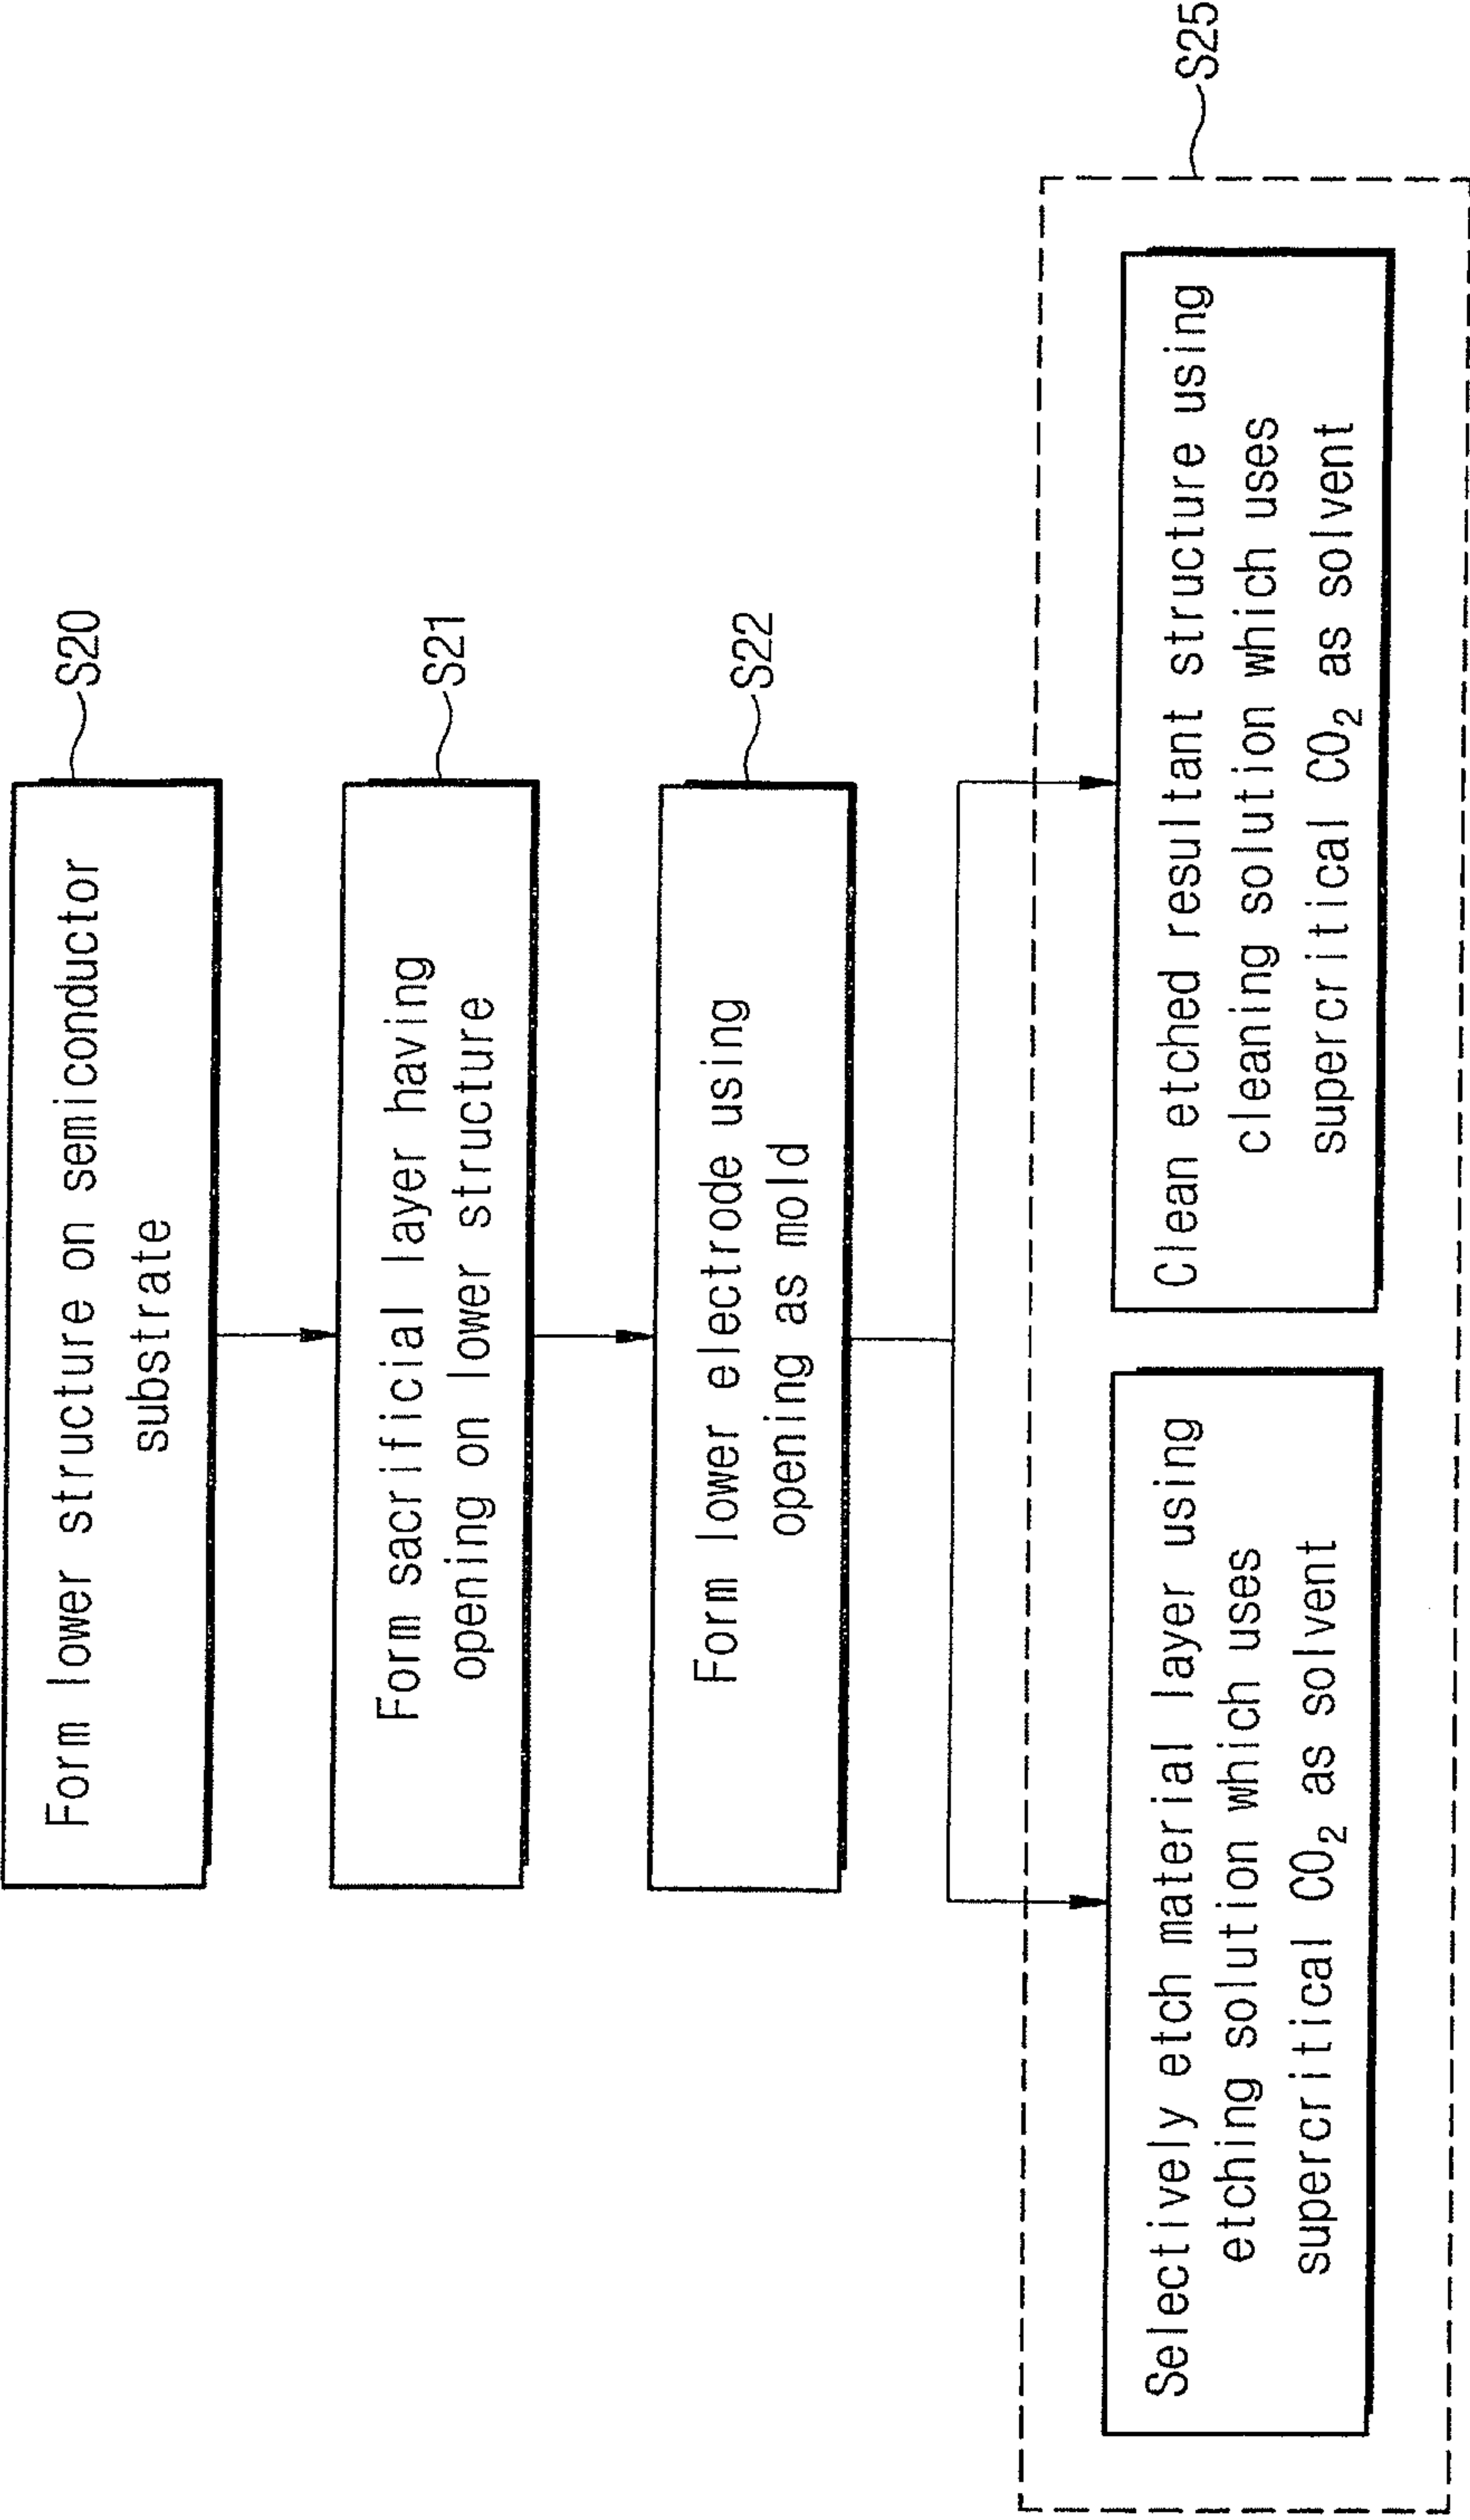 S20
Form lower structure on semiconductor
substrate
S21
Form sacrificial layer having
opening on lower structure
S22
Form lower electrode using
opening as mold
S25
Selectively etch material layer using
etching solution which uses
supercritical CO₂ as solvent
Clean etched resultant structure using
cleaning solution which uses
supercritical CO₂ as solvent